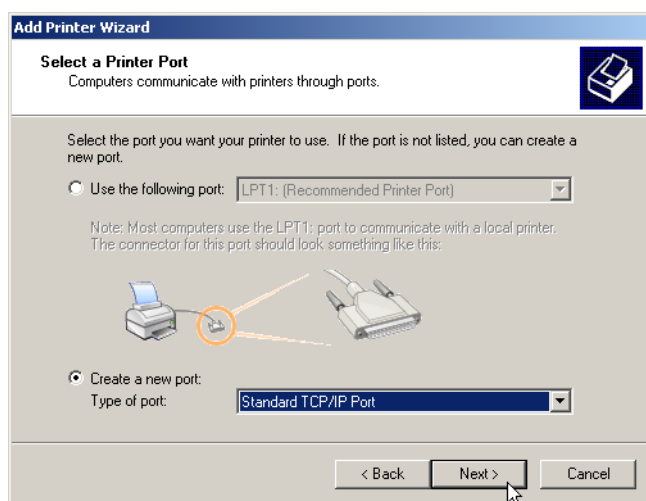 Add Printer Wizard
Select a Printer Port
Computers communicate with printers through ports.
Select the port you want your printer to use. If the port is not listed, you can create a
new port.
Use the following port: LPT1: (Recommended Printer Port)
Note: Most computers use the LPT1: port to communicate with a local printer.
The connector for this port should look something like this:
Create a new port:
Type of port: Standard TCP/IP Port
< Back Next > Cancel